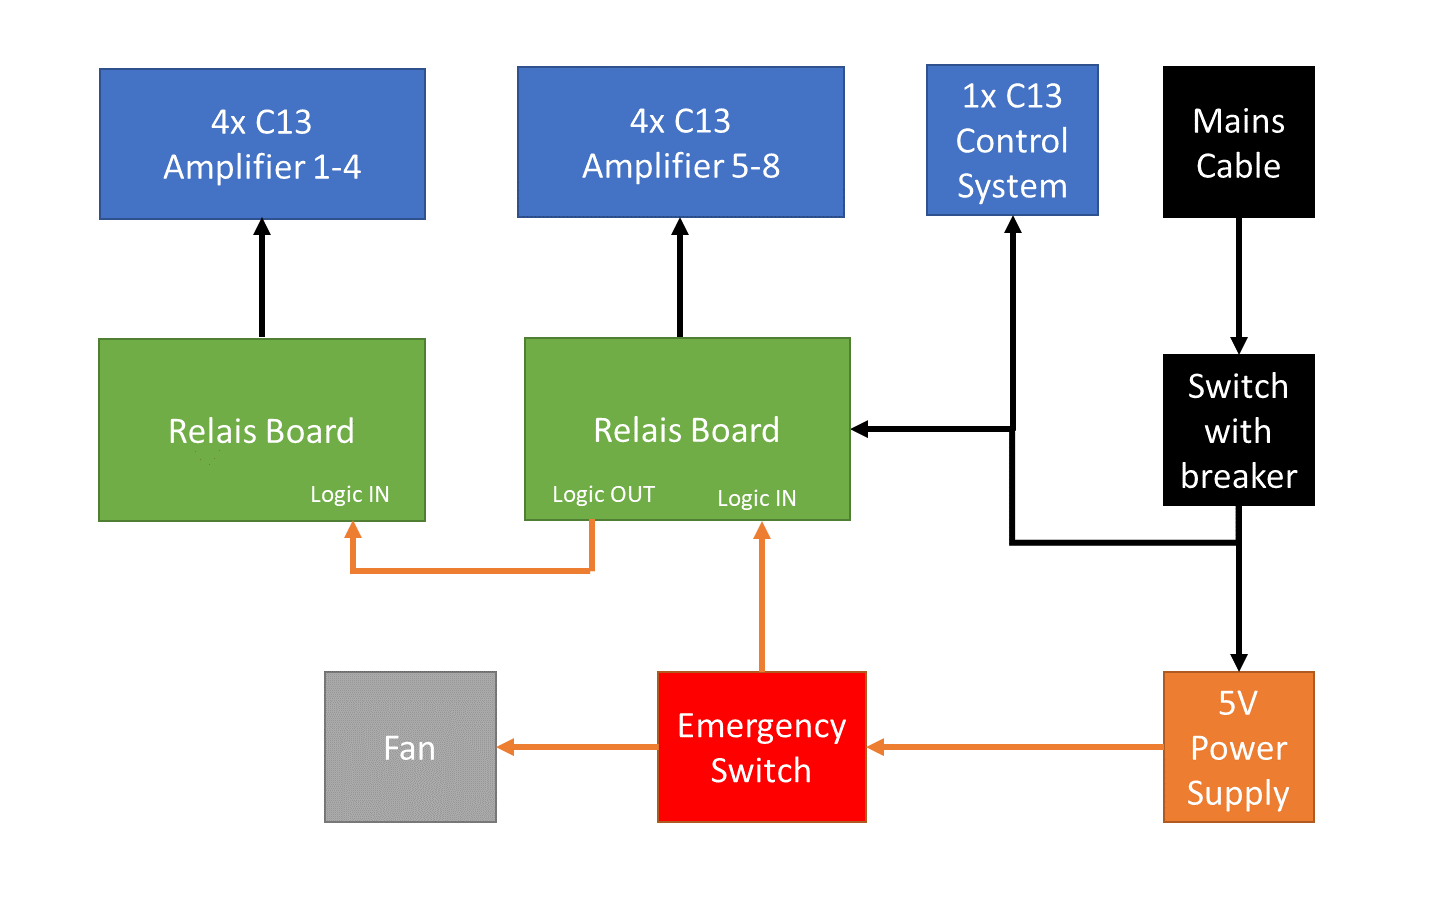 4x C13
Amplifier 1-4
4x C13
Amplifier 5-8
1x C13
Control
System
Mains
Cable
Relais Board
Logic IN
Relais Board
Logic OUT
Logic IN
Switch
with
breaker
Fan
Emergency
Switch
5V
Power
Supply